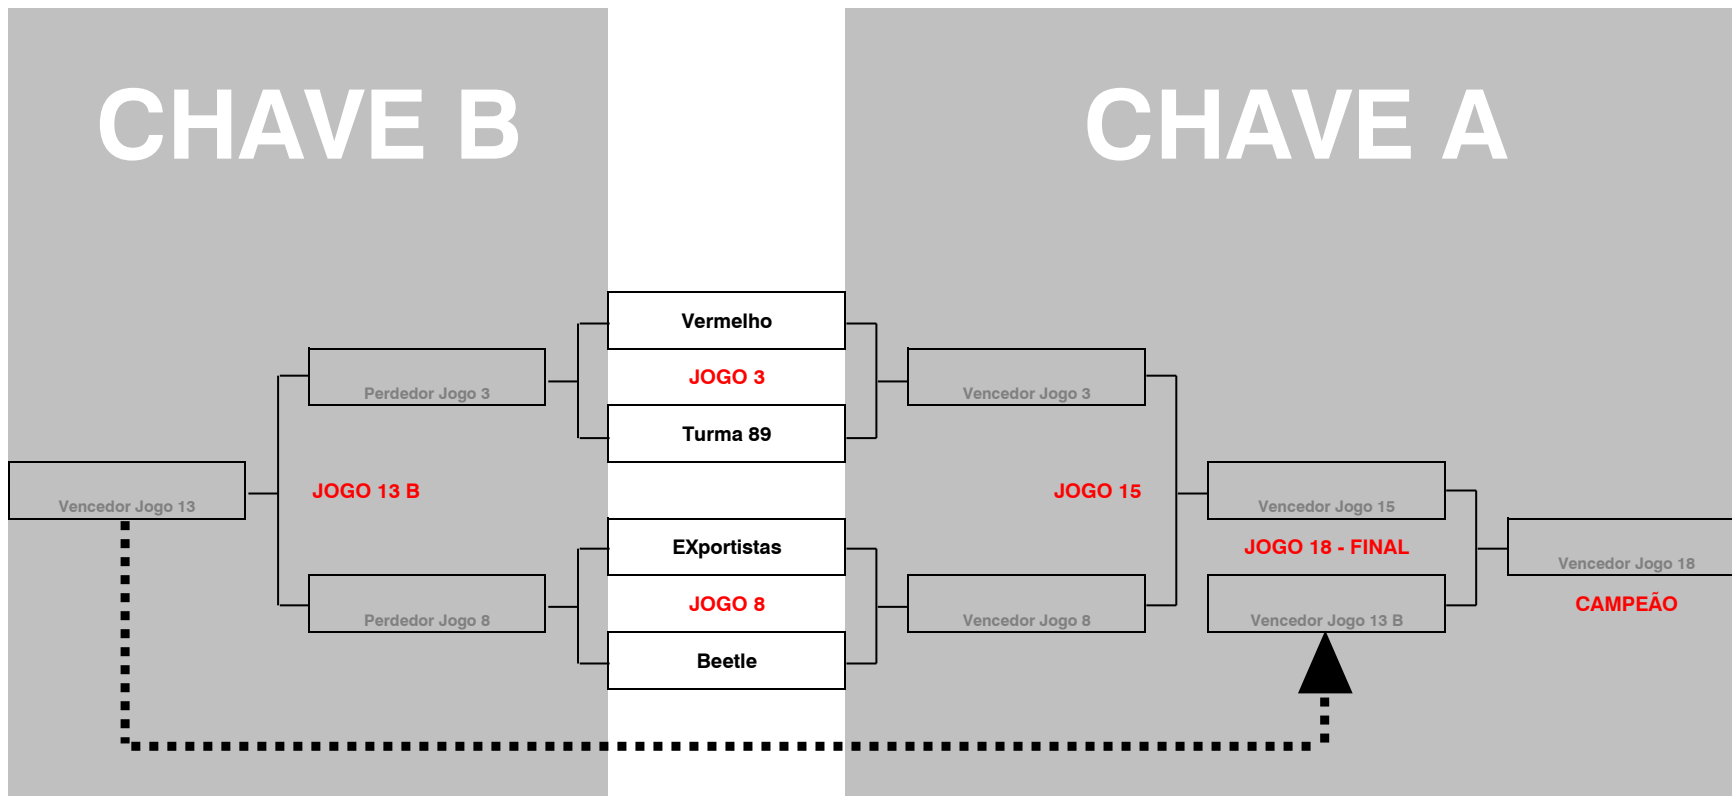 CHAVE B
CHAVE A
Vermelho
JOGO 3
Perdedor Jogo 3
Vencedor Jogo 3
Turma 89
JOGO 13 B
JOGO 15
Vencedor Jogo 13
Vencedor Jogo 15
EXportistas
JOGO 18 - FINAL
Vencedor Jogo 18
JOGO 8
CAMPEÃO
Perdedor Jogo 8
Vencedor Jogo 8
Vencedor Jogo 13 B
Beetle